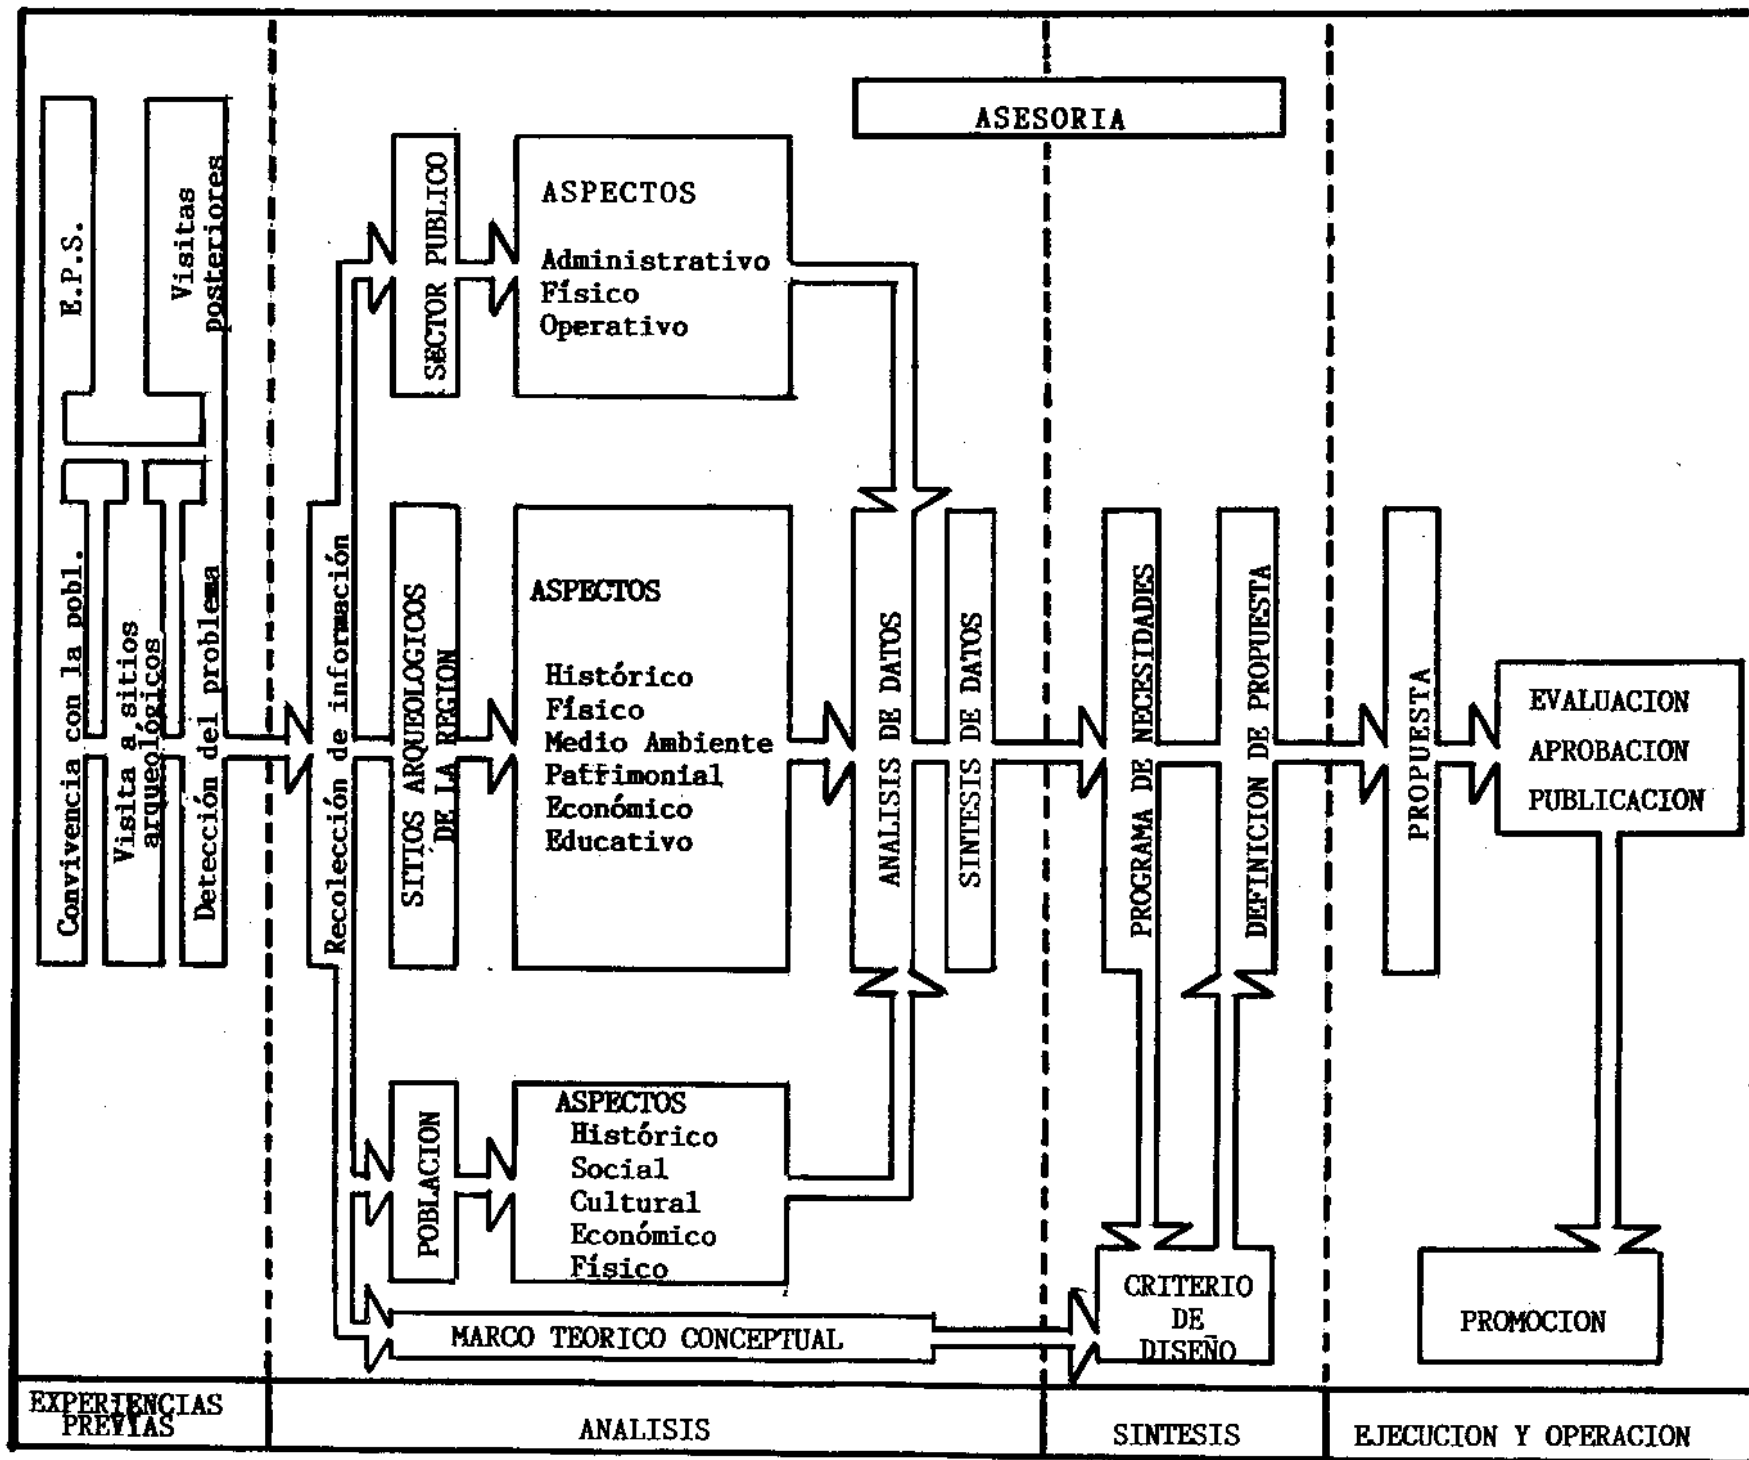 E.P.S.
Visitas
posteriores
Convivencia con la pobl.
Visita a sitios
arqueológicos
Detección del problema
Recolección de información
SECTOR PUBLICO
ASPECTOS
Administrativo
Físico
Operativo
SITIOS ARQUEOLOGICOS
DE LA REGION
ASPECTOS
Histórico
Físico
Medio Ambiente
Patrimonial
Económico
Educativo
POBLACION
ASPECTOS
Histórico
Social
Cultural
Económico
Físico
MARCO TEORICO CONCEPTUAL
ANALISIS DE DATOS
SINTESIS DE DATOS
ASESORIA
PROGRAMA DE NECESIDADES
DEFINICION DE PROPUESTA
CRITERIO
DE
DISEÑO
PROPUESTA
EVALUACION
APROBACION
PUBLICACION
PROMOCION
EXPERIENCIAS
PREVIAS
ANALISIS
SINTESIS
EJECUCION Y OPERACION